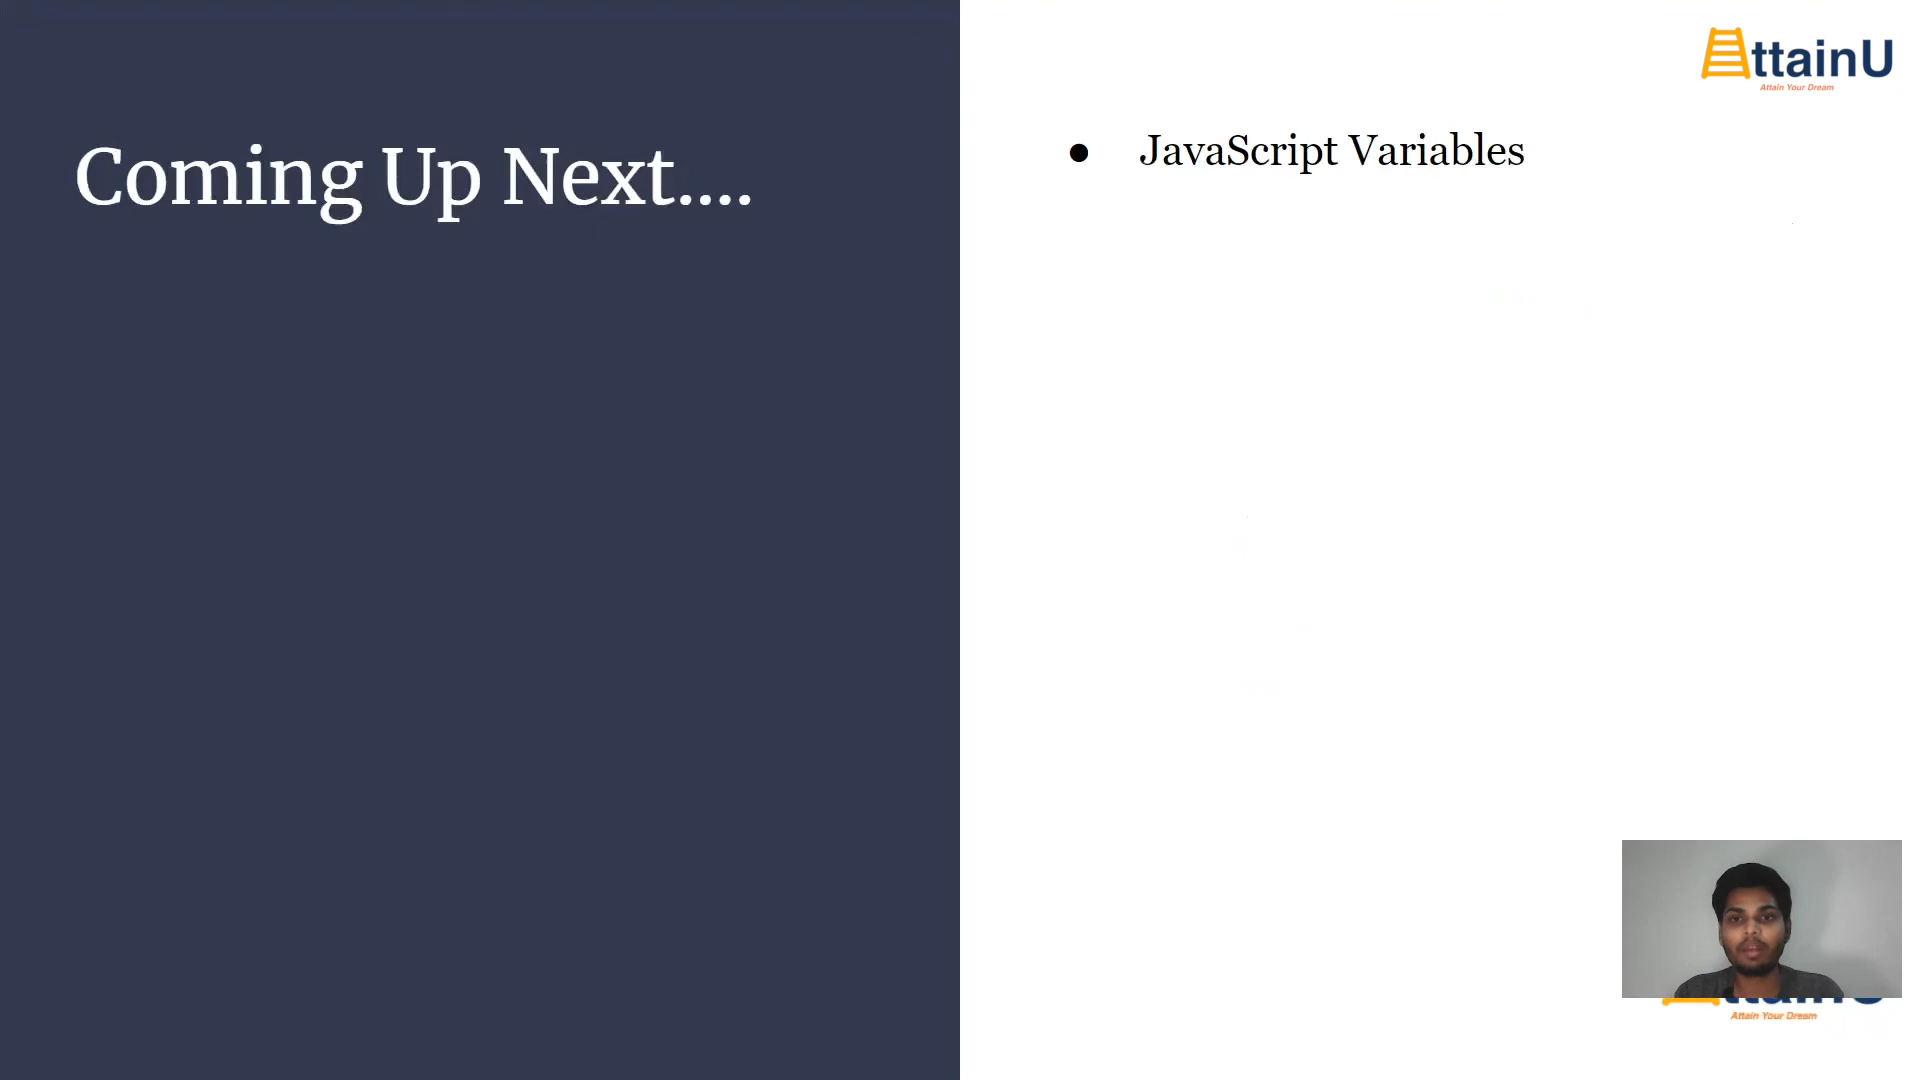 Coming Up Next....
AttainU
Attain Your Dream
● JavaScript Variables
Attain Your Dream